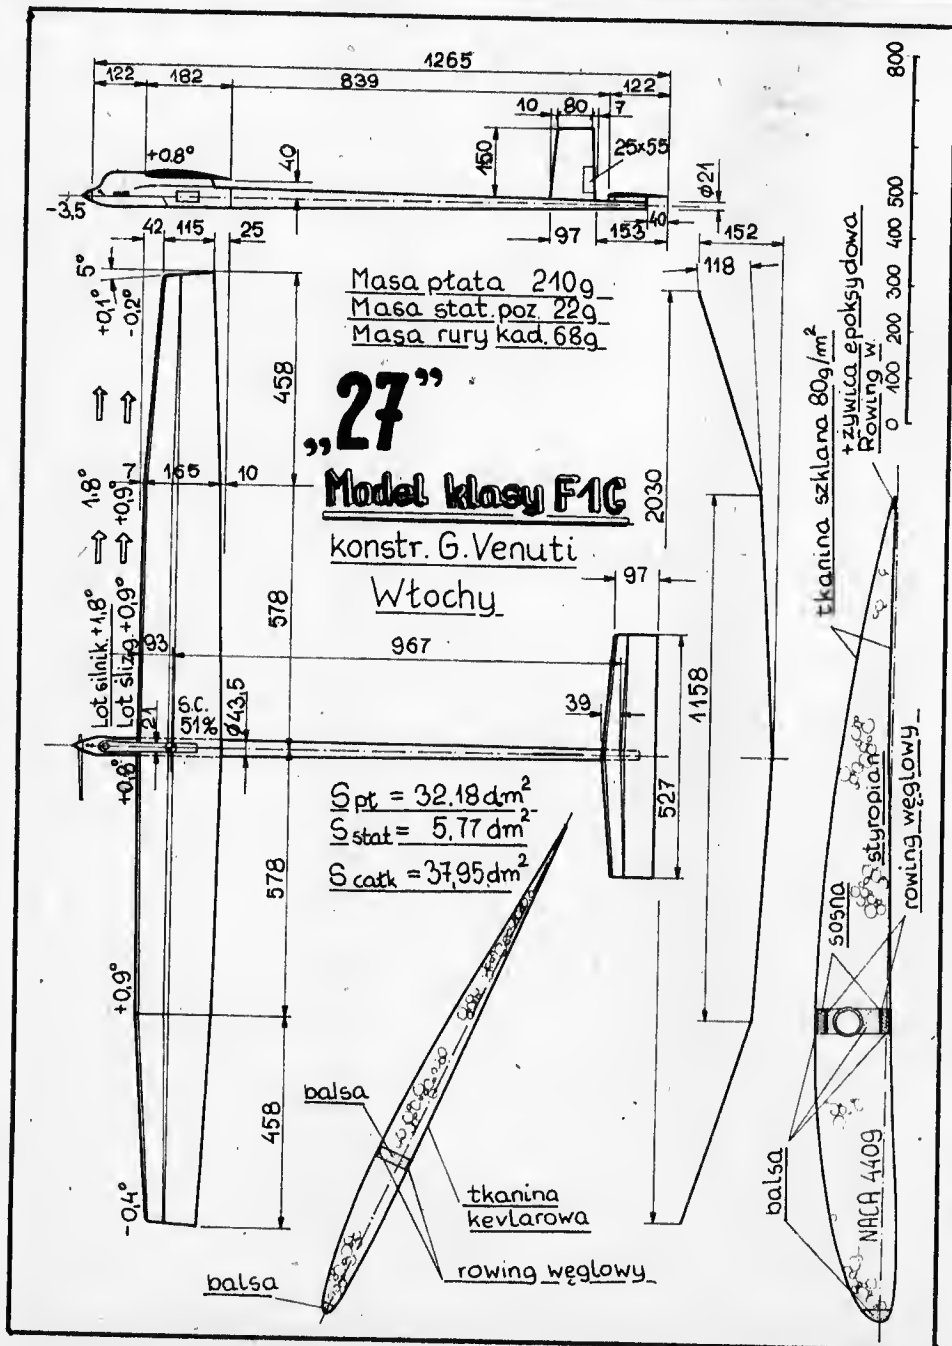 1265
122
182
839
122
10
80
7
+0.8°
40
150
25x55
ø21
-3,5
40
42
115
25
97
153
152
118
5°
+0,1°
-0,2°
Masa płata 210g
Masa stat. poz. 22g
Masa rury kad. 68g
458
„27”
Model klasy F1C
konstr. G. Venuti
Włochy
7
165
10
2030
1,8°
+0,9°
Lot silnik. +1,8°
Lot ślizg +0,9°
578
97
93
967
39
S.C.
51%
21
ø43,5
1158
527
+0,8°
S pł = 32.18 dm²
S stat = 5,77 dm²
S całk = 37,95 dm²
578
+0,9°
458
-0,4°
balsa
tkanina
kevlarowa
rowing węglowy
balsa
800
500
400
300
200
100
0
tkanina szklana 80g/m²
+ żywica epoksydowa
Rowing w.
sosna
styropian
rowing węglowy
balsa
NACA 4409